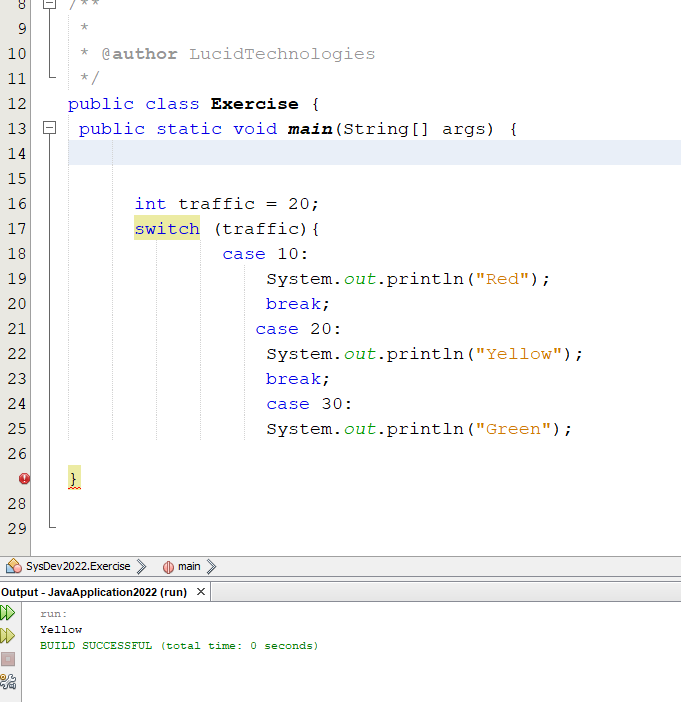 8 /**
9 *
10 * @author LucidTechnologies
11 */
12 public class Exercise {
13 public static void main(String[] args) {
14
15
16 int traffic = 20;
17 switch (traffic){
18 case 10:
19 System.out.println("Red");
20 break;
21 case 20:
22 System.out.println("Yellow");
23 break;
24 case 30:
25 System.out.println("Green");
26
}
28
29
SysDev2022.Exercise main
Output - JavaApplication2022 (run) ×
run:
Yellow
BUILD SUCCESSFUL (total time: 0 seconds)